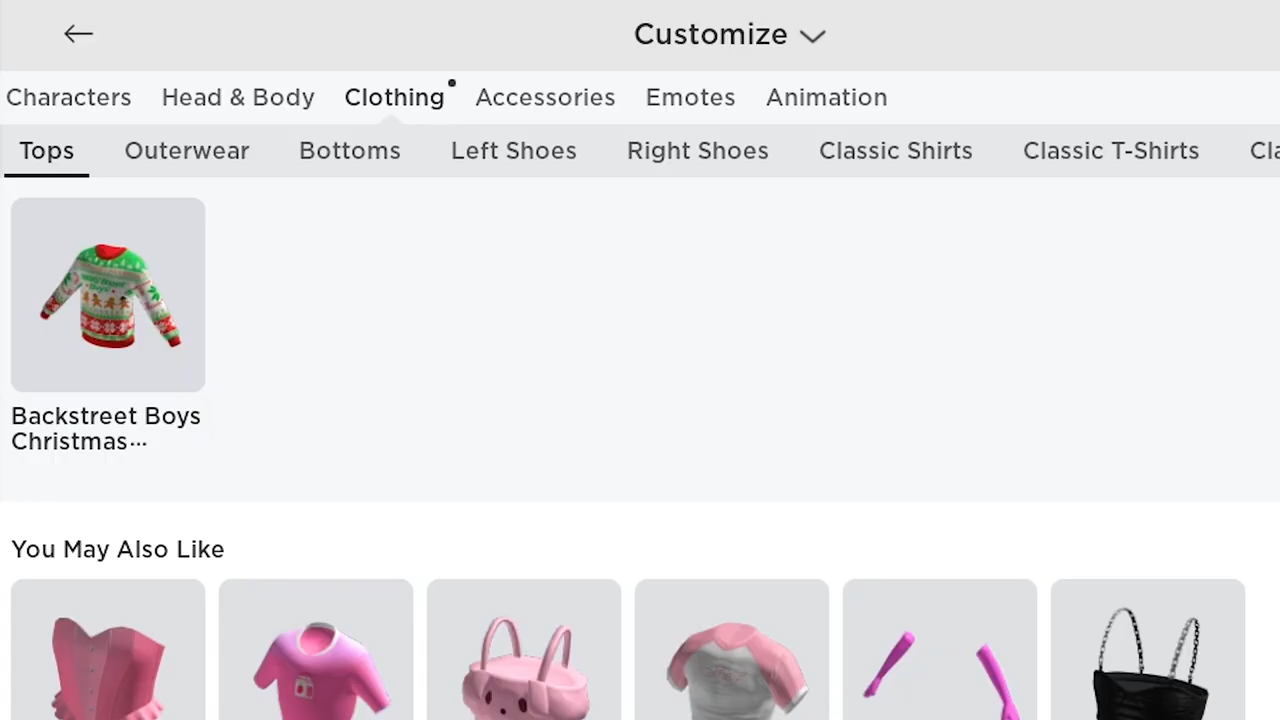 Customize
Characters Head & Body Clothing Accessories Emotes Animation
Tops Outerwear Bottoms Left Shoes Right Shoes Classic Shirts Classic T-Shirts Cla
Backstreet Boys
Christmas...
You May Also Like